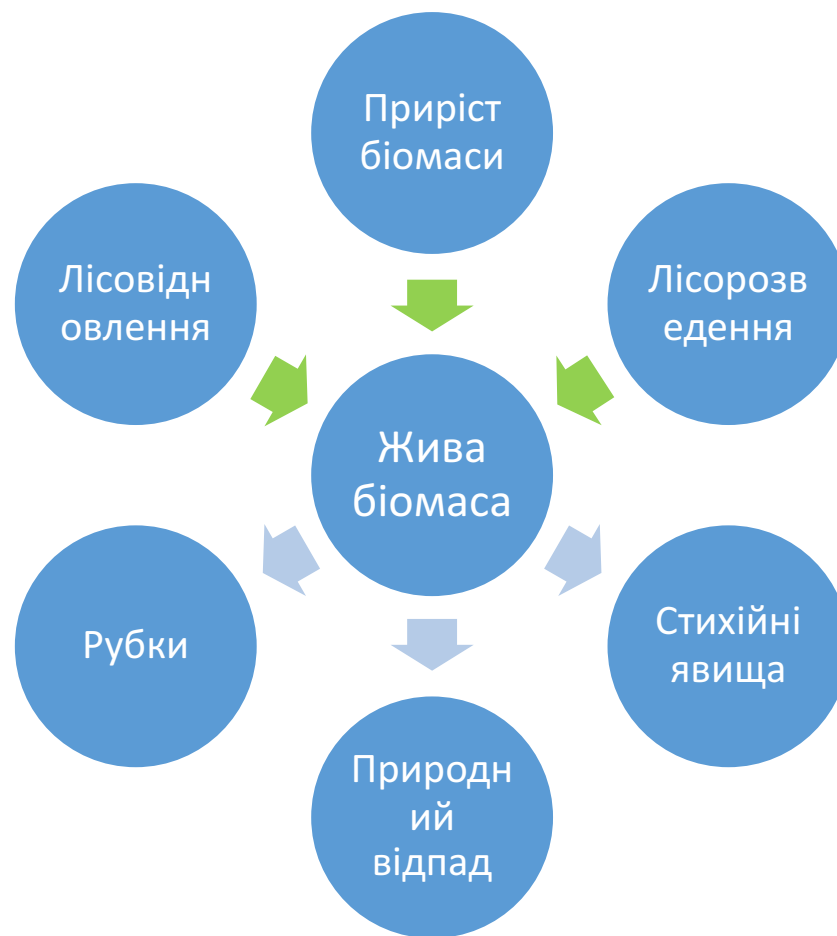 Приріст
біомаси
Лісовідн
овлення
Лісорозв
едення
Жива
біомаса
Рубки
Стихійні
явища
Природн
ий
відпад